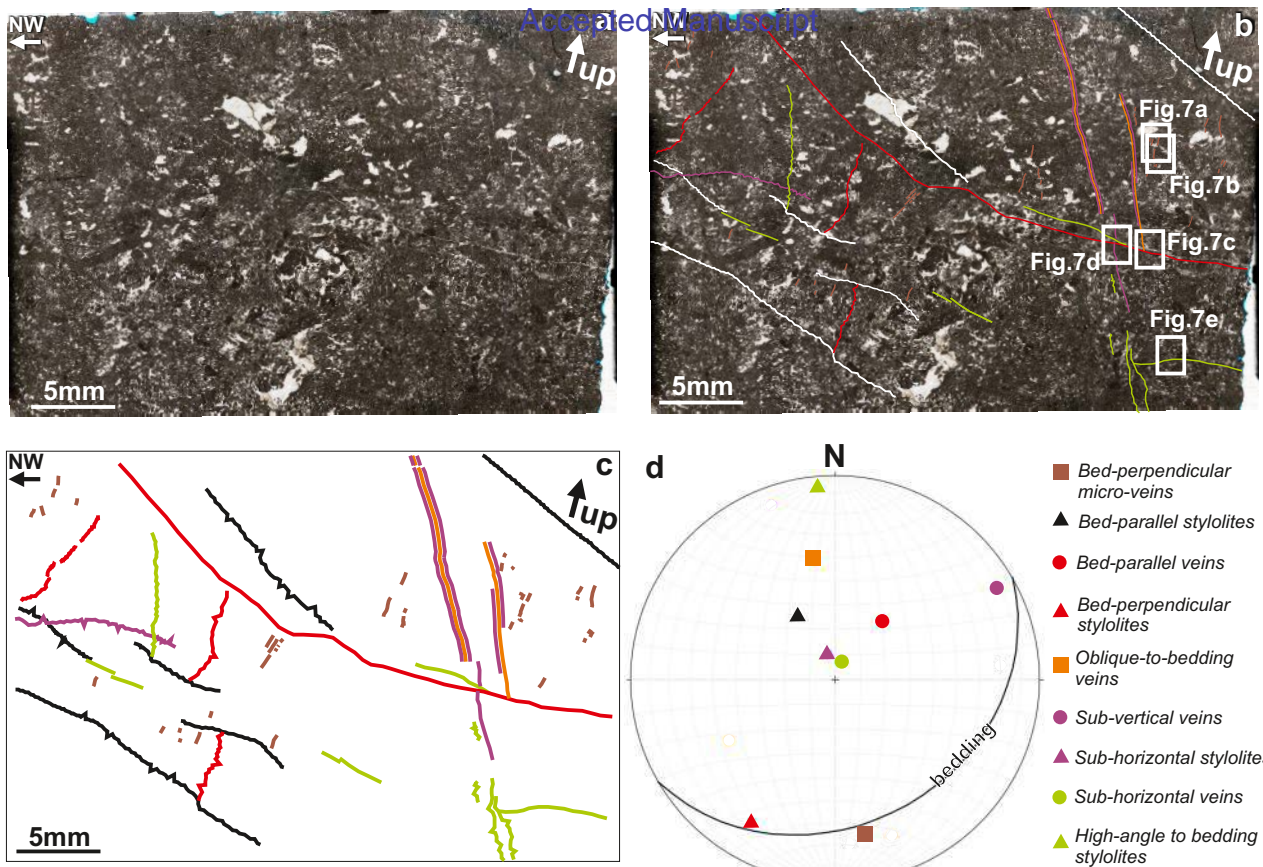 Accepted Manuscript
NW
up
5mm
NW
b
up
Fig.7a
Fig.7b
Fig.7c
Fig.7d
Fig.7e
5mm
NW
c
up
5mm
d
N
bedding
Bed-perpendicular
micro-veins
Bed-parallel stylolites
Bed-parallel veins
Bed-perpendicular
stylolites
Oblique-to-bedding
veins
Sub-vertical veins
Sub-horizontal stylolites
Sub-horizontal veins
High-angle to bedding
stylolites